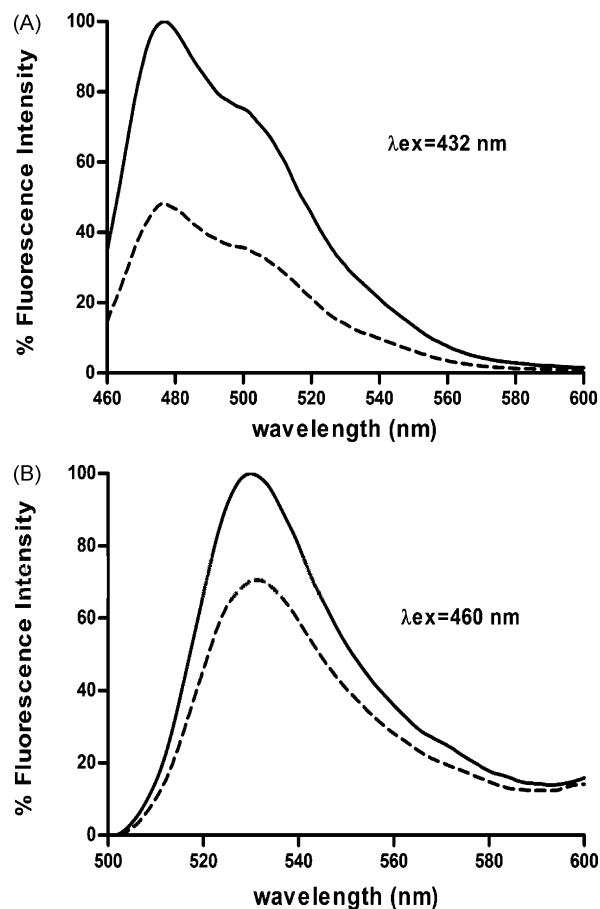 (A)
% Fluorescence Intensity
100
80
60
40
20
0
λex=432 nm
460 480 500 520 540 560 580 600
wavelength (nm)
(B)
% Fluorescence Intensity
100
80
60
40
20
0
λex=460 nm
500 520 540 560 580 600
wavelength (nm)